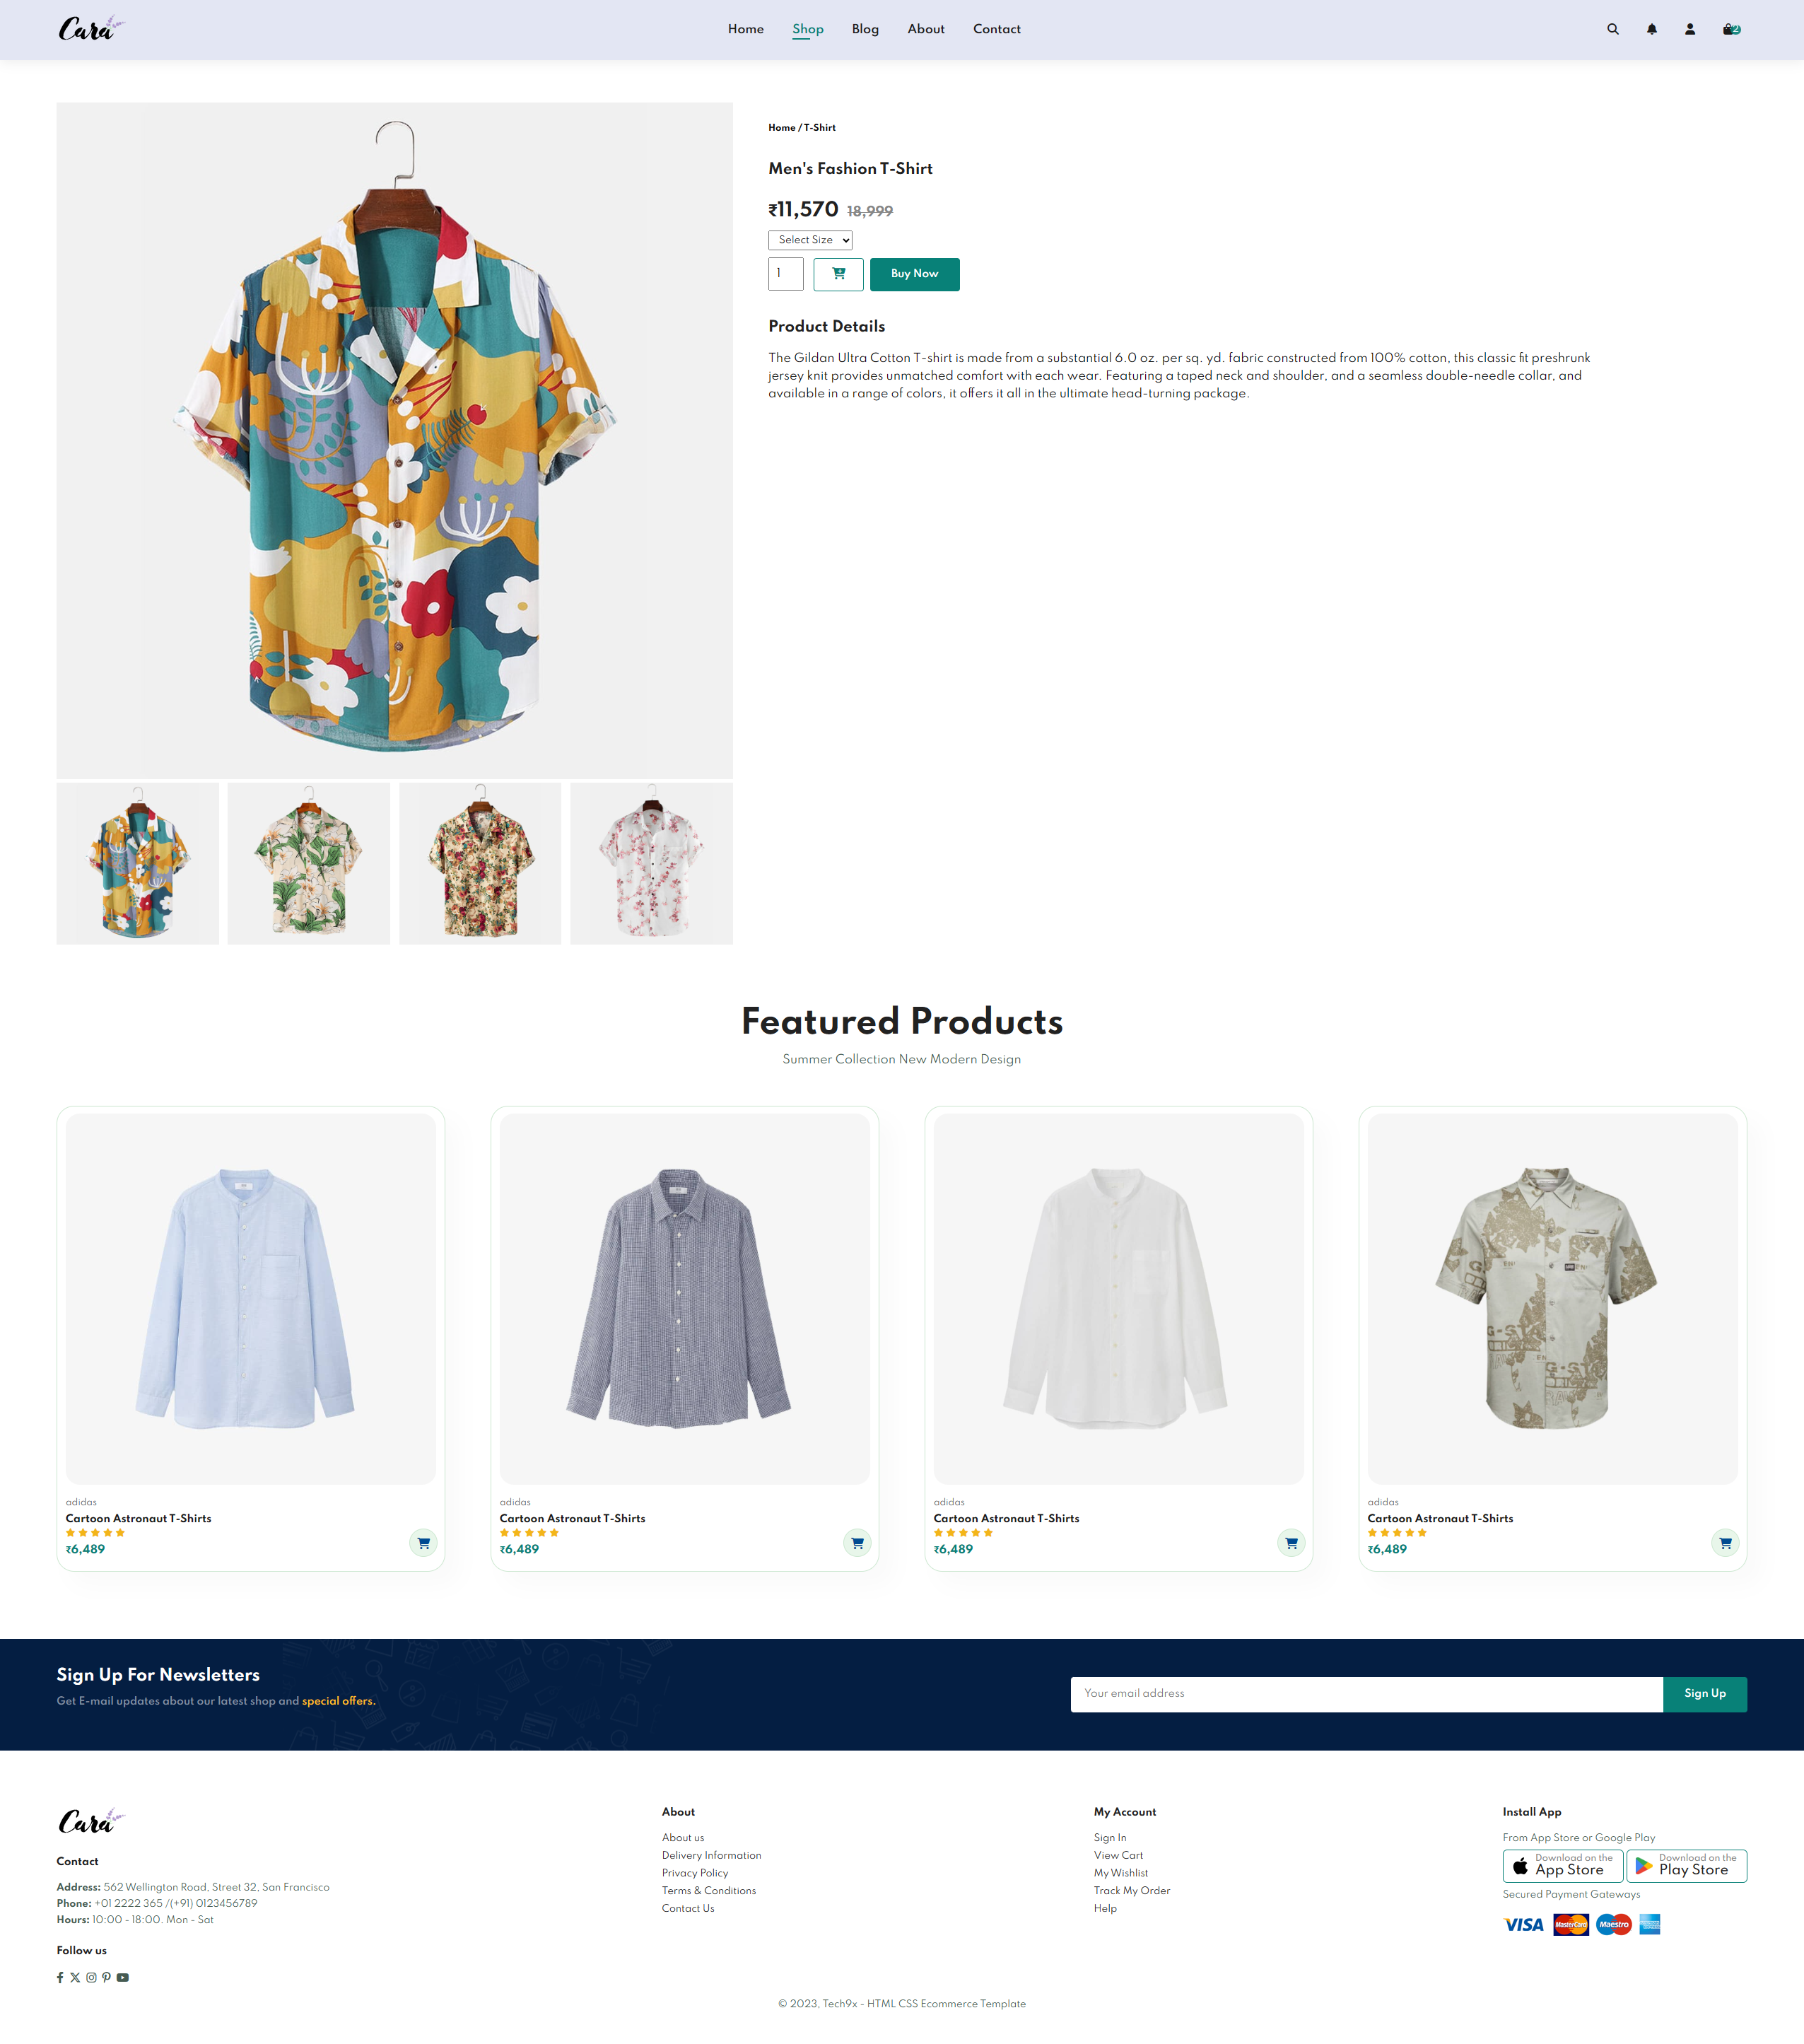 Cara
Home
Shop
Blog
About
Contact
2
Home / T-Shirt
Men's Fashion T-Shirt
₹11,570 18,999
Select Size
1
Buy Now
Product Details
The Gildan Ultra Cotton T-shirt is made from a substantial 6.0 oz. per sq. yd. fabric constructed from 100% cotton, this classic fit preshrunk
jersey knit provides unmatched comfort with each wear. Featuring a taped neck and shoulder, and a seamless double-needle collar, and
available in a range of colors, it offers it all in the ultimate head-turning package.
Featured Products
Summer Collection New Modern Design
adidas
Cartoon Astronaut T-Shirts
₹6,489
adidas
Cartoon Astronaut T-Shirts
₹6,489
adidas
Cartoon Astronaut T-Shirts
₹6,489
adidas
Cartoon Astronaut T-Shirts
₹6,489
Sign Up For Newsletters
Get E-mail updates about our latest shop and special offers.
Your email address
Sign Up
Cara
Contact
Address: 562 Wellington Road, Street 32, San Francisco
Phone: +01 2222 365 /(+91) 0123456789
Hours: 10:00 - 18:00. Mon - Sat
Follow us
About
About us
Delivery Information
Privacy Policy
Terms & Conditions
Contact Us
My Account
Sign In
View Cart
My Wishlist
Track My Order
Help
Install App
From App Store or Google Play
Download on the
App Store
Download on the
Play Store
Secured Payment Gateways
VISA
MasterCard
Maestro
© 2023, Tech9x - HTML CSS Ecommerce Template